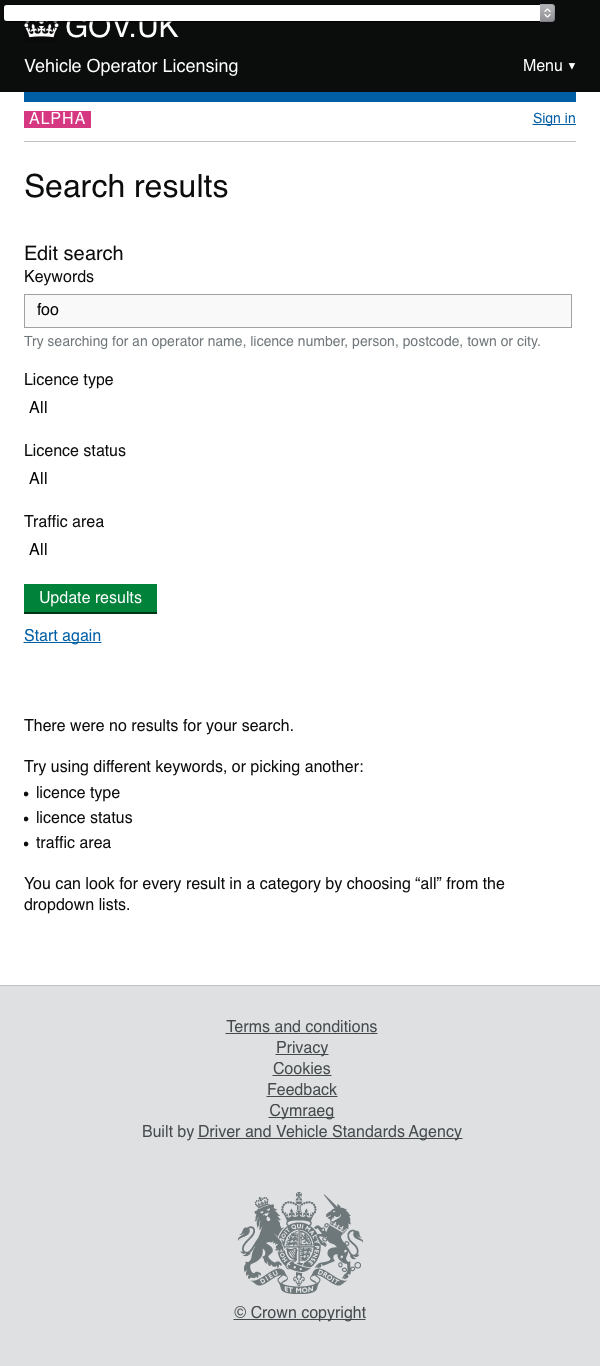 GOV.UK
Vehicle Operator Licensing
Menu ▼
ALPHA
Sign in
Search results
Edit search
Keywords
foo
Try searching for an operator name, licence number, person, postcode, town or city.
Licence type
All
Licence status
All
Traffic area
All
Update results
Start again
There were no results for your search.
Try using different keywords, or picking another:
• licence type
• licence status
• traffic area
You can look for every result in a category by choosing “all” from the
dropdown lists.
Terms and conditions
Privacy
Cookies
Feedback
Cymraeg
Built by Driver and Vehicle Standards Agency
DIEU ET MON DROIT
© Crown copyright